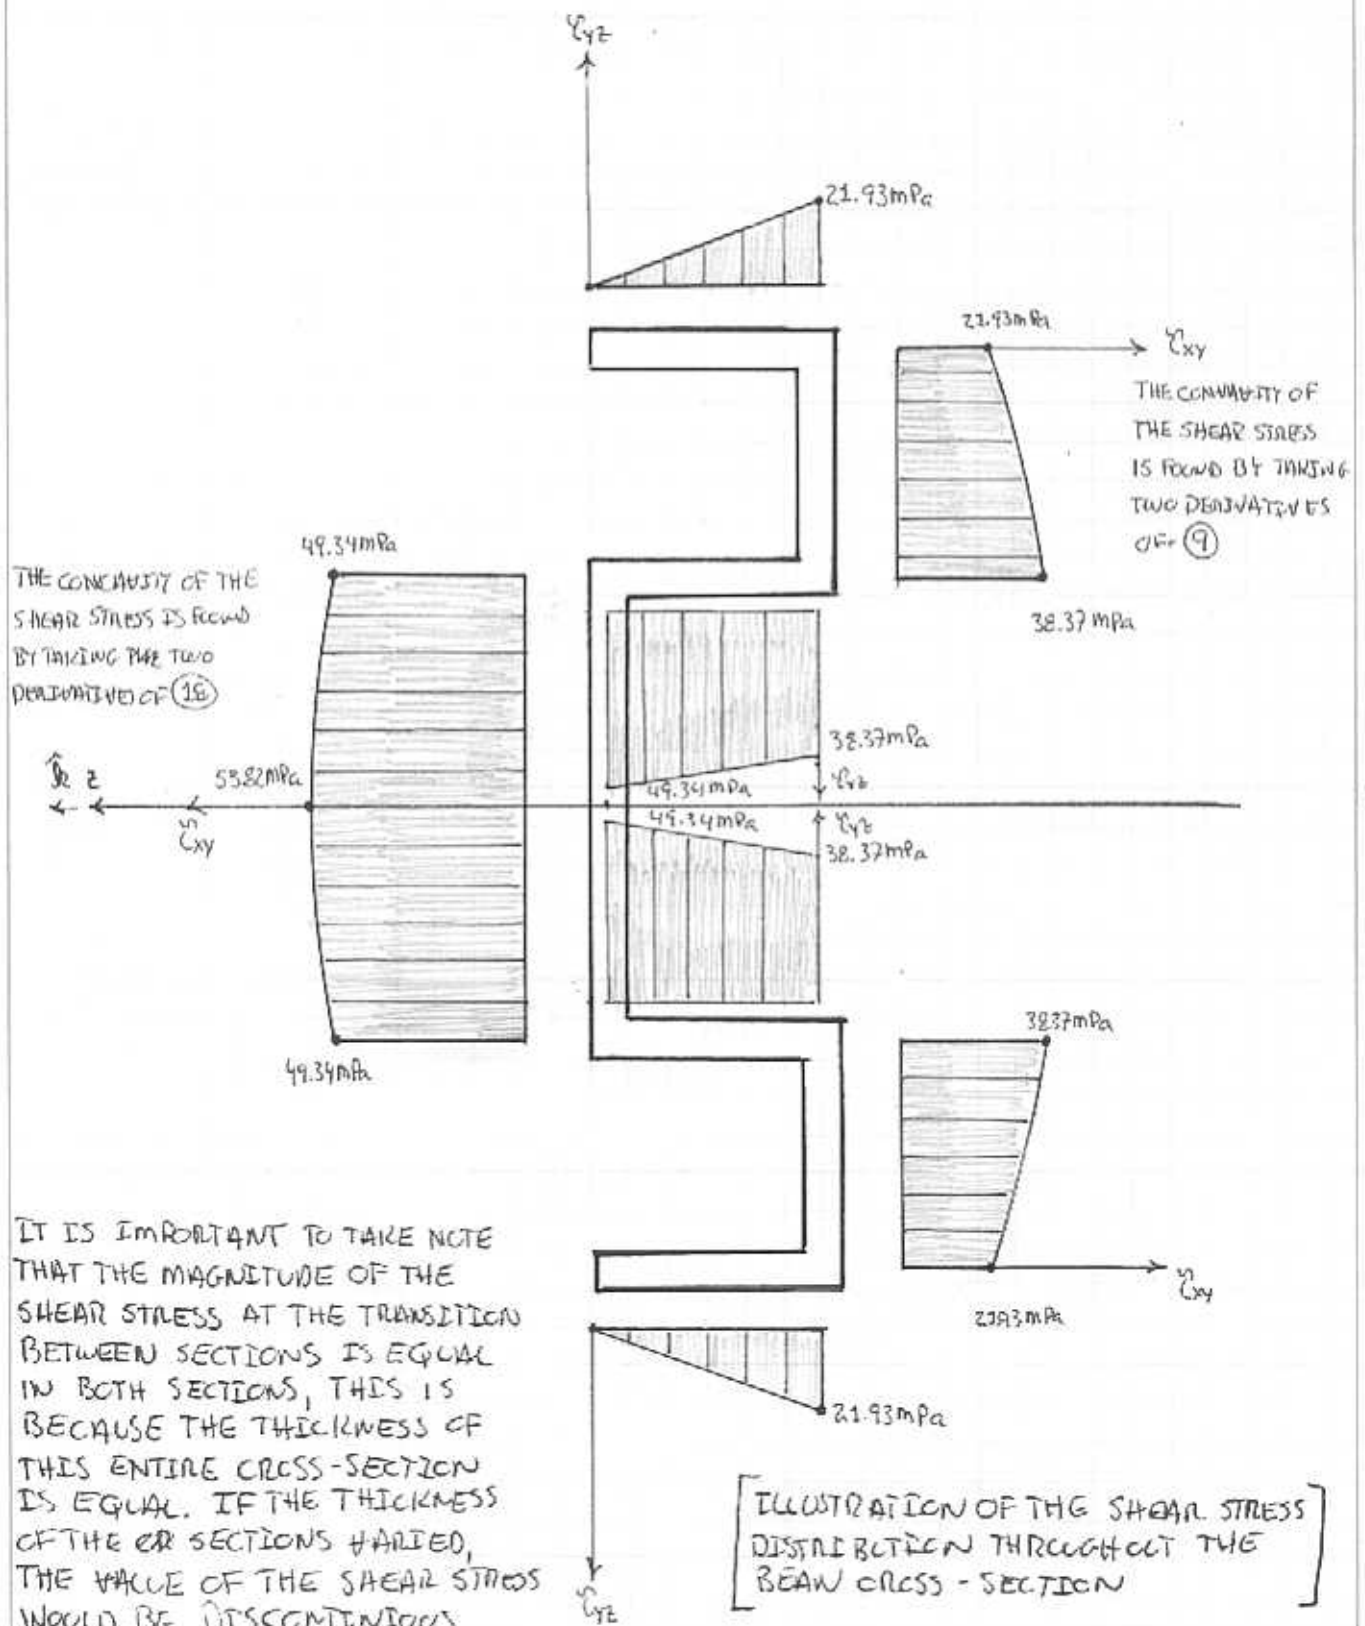 τyz
21.93mPa
21.93mPa
τxy
THE CONCAVITY OF
THE SHEAR STRESS
IS FOUND BY TAKING
TWO DERIVATIVES
OF 9
38.37 mPa
49.34mPa
THE CONCAVITY OF THE
SHEAR STRESS IS FOUND
BY TAKING THE TWO
DERIVATIVES OF 18
k z
53.82mPa
τxy
38.37mPa
49.34mPa
τyz
49.34mPa
τyz
38.37mPa
49.34mPa
38.37mPa
τxy
21.93mPa
21.93mPa
IT IS IMPORTANT TO TAKE NOTE
THAT THE MAGNITUDE OF THE
SHEAR STRESS AT THE TRANSITION
BETWEEN SECTIONS IS EQUAL
IN BOTH SECTIONS, THIS IS
BECAUSE THE THICKNESS OF
THIS ENTIRE CROSS-SECTION
IS EQUAL. IF THE THICKNESS
OF THE SECTIONS VARIED,
THE VALUE OF THE SHEAR STRESS
WOULD BE DISCONTINIOUS
τyz
ILLUSTRATION OF THE SHEAR STRESS
DISTRIBUTION THROUGHOUT THE
BEAM CROSS-SECTION